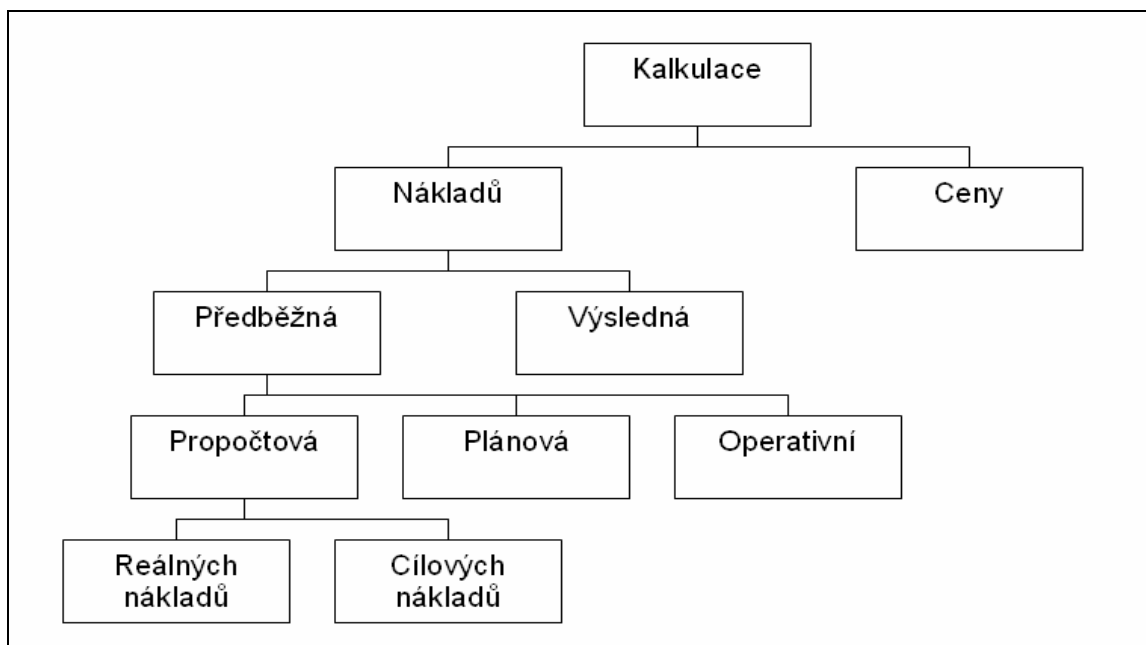 Kalkulace
Nákladů
Ceny
Předběžná
Výsledná
Propočtová
Plánová
Operativní
Reálných
nákladů
Cílových
nákladů